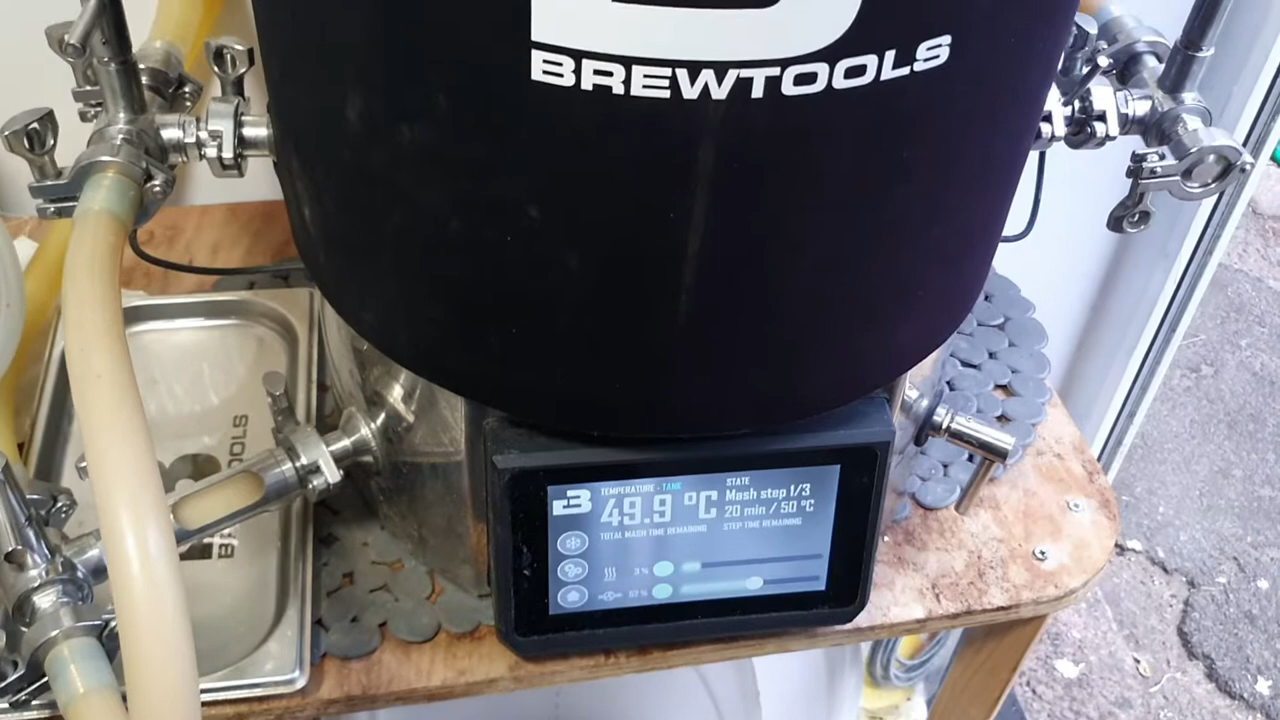 BREWTOOLS
TEMPERATURE - TANK
49.9 °C
STATE
Mash step 1/3
20 min / 50 °C
TOTAL MASH TIME REMAINING
STEP TIME REMAINING
3 %
57 %